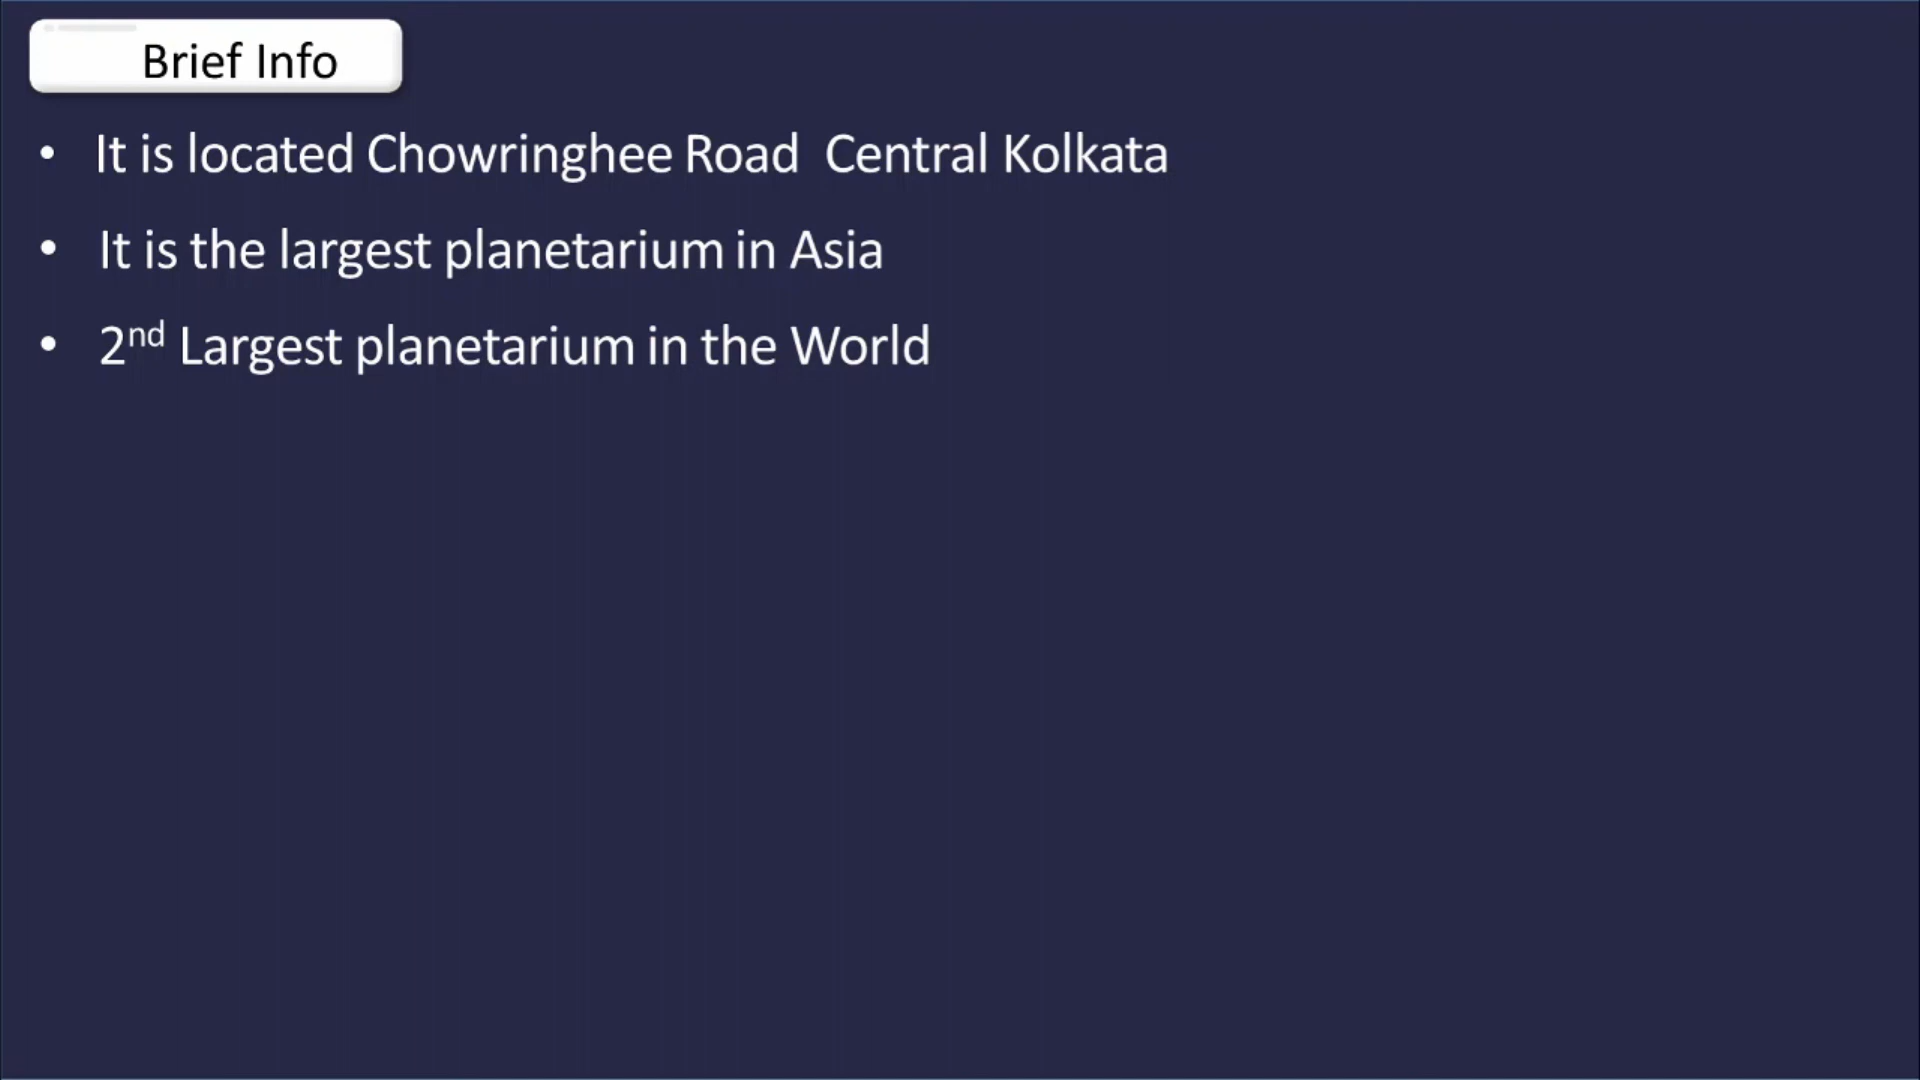 Brief Info
• It is located Chowringhee Road  Central Kolkata
• It is the largest planetarium in Asia
• 2nd Largest planetarium in the World